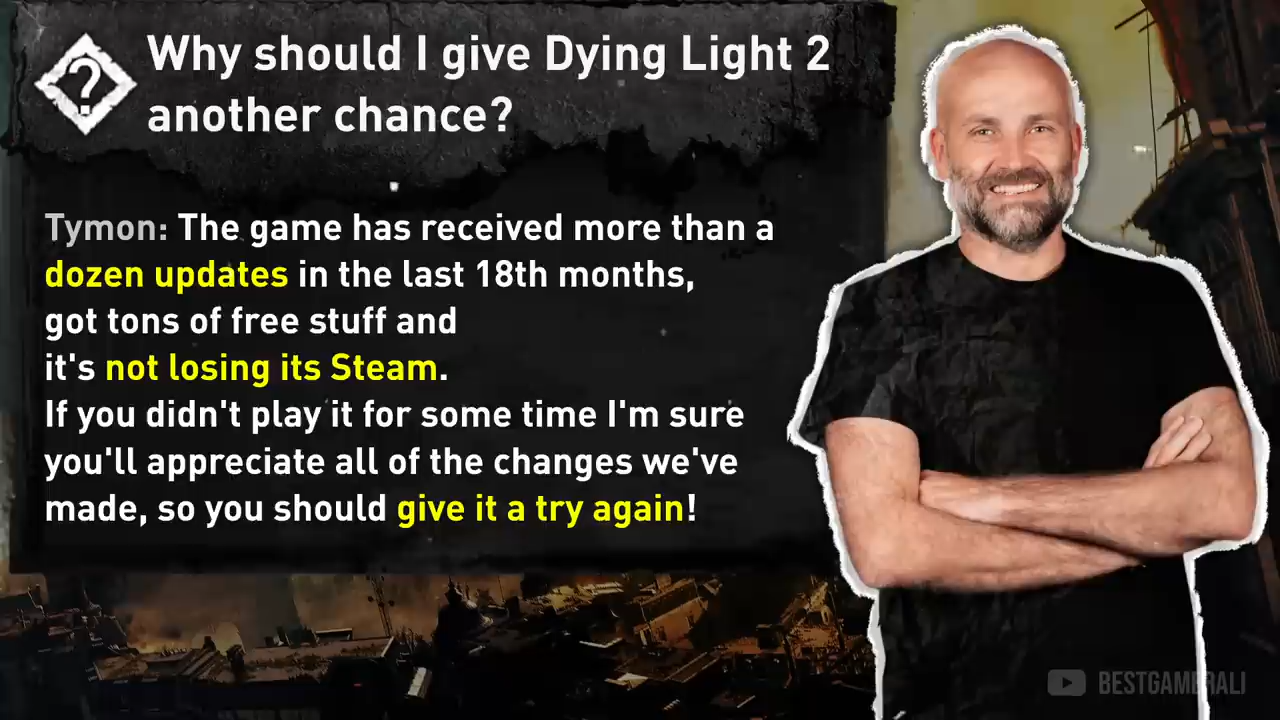 Why should I give Dying Light 2
another chance?
Tymon: The game has received more than a
dozen updates in the last 18th months,
got tons of free stuff and
it's not losing its Steam.
If you didn't play it for some time I'm sure
you'll appreciate all of the changes we've
made, so you should give it a try again!
BESTGAMERALI